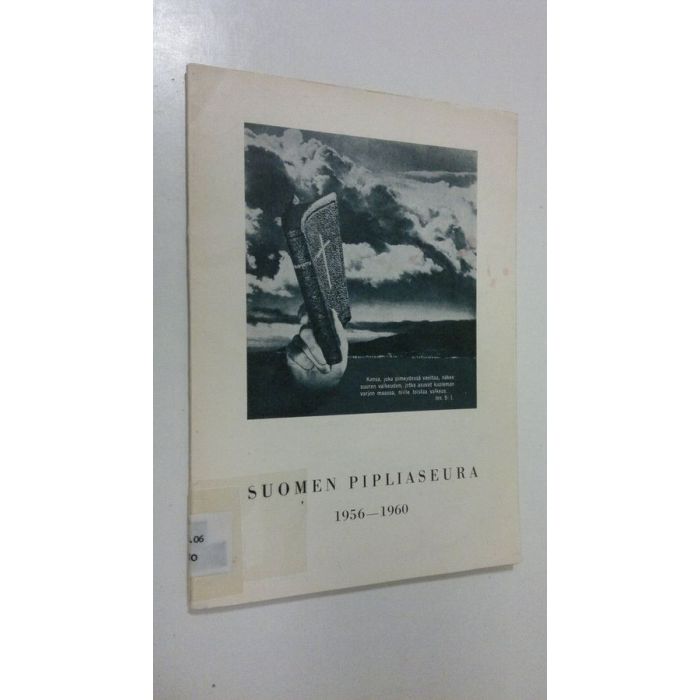 Kansa, joka pimeydessä vaeltaa, näkee
suuren valkeuden, jotka asuvat kuoleman
varjon maassa, niille loistaa valkeus.
Jes. 9: 1.
SUOMEN PIPLIASEURA
1956—1960
.06